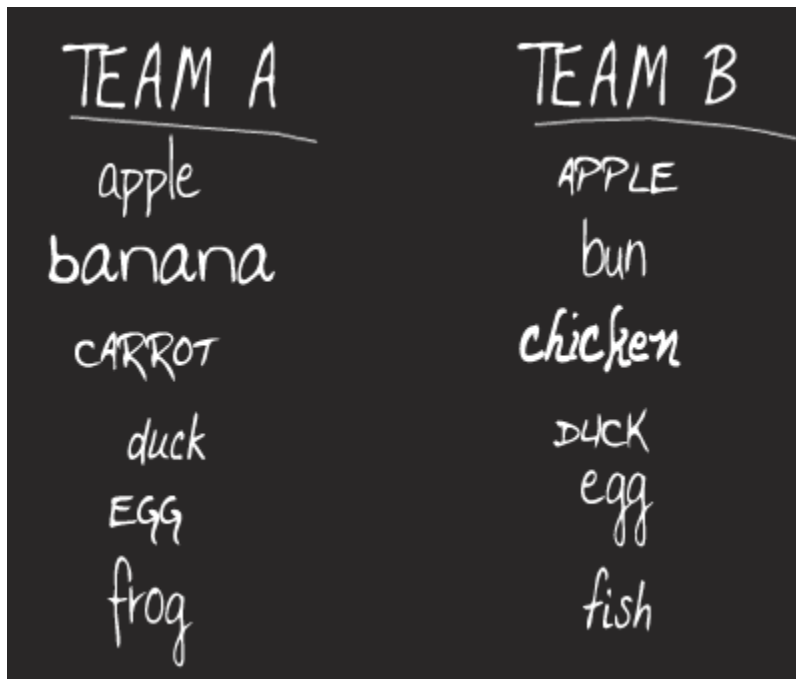 TEAM A
apple
banana
CARROT
duck
EGG
frog
TEAM B
APPLE
bun
chicken
DUCK
egg
fish